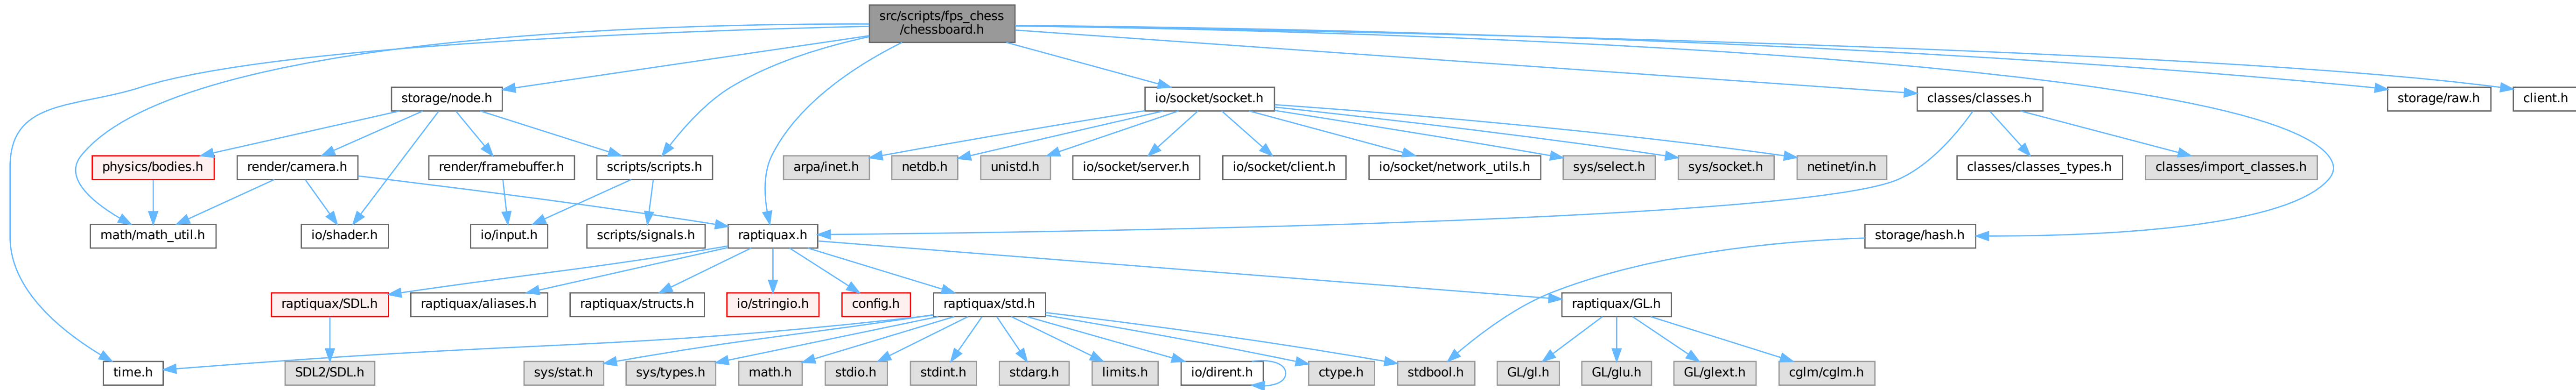 src/scripts/fps_chess
/chessboard.h
storage/node.h
io/socket/socket.h
classes/classes.h
storage/raw.h
client.h
physics/bodies.h
render/camera.h
render/framebuffer.h
scripts/scripts.h
arpa/inet.h
netdb.h
unistd.h
io/socket/server.h
io/socket/client.h
io/socket/network_utils.h
sys/select.h
sys/socket.h
netinet/in.h
classes/classes_types.h
classes/import_classes.h
math/math_util.h
io/shader.h
io/input.h
scripts/signals.h
raptiquax.h
storage/hash.h
raptiquax/SDL.h
raptiquax/aliases.h
raptiquax/structs.h
io/stringio.h
config.h
raptiquax/std.h
raptiquax/GL.h
time.h
SDL2/SDL.h
sys/stat.h
sys/types.h
math.h
stdio.h
stdint.h
stdarg.h
limits.h
io/dirent.h
ctype.h
stdbool.h
GL/gl.h
GL/glu.h
GL/glext.h
cglm/cglm.h